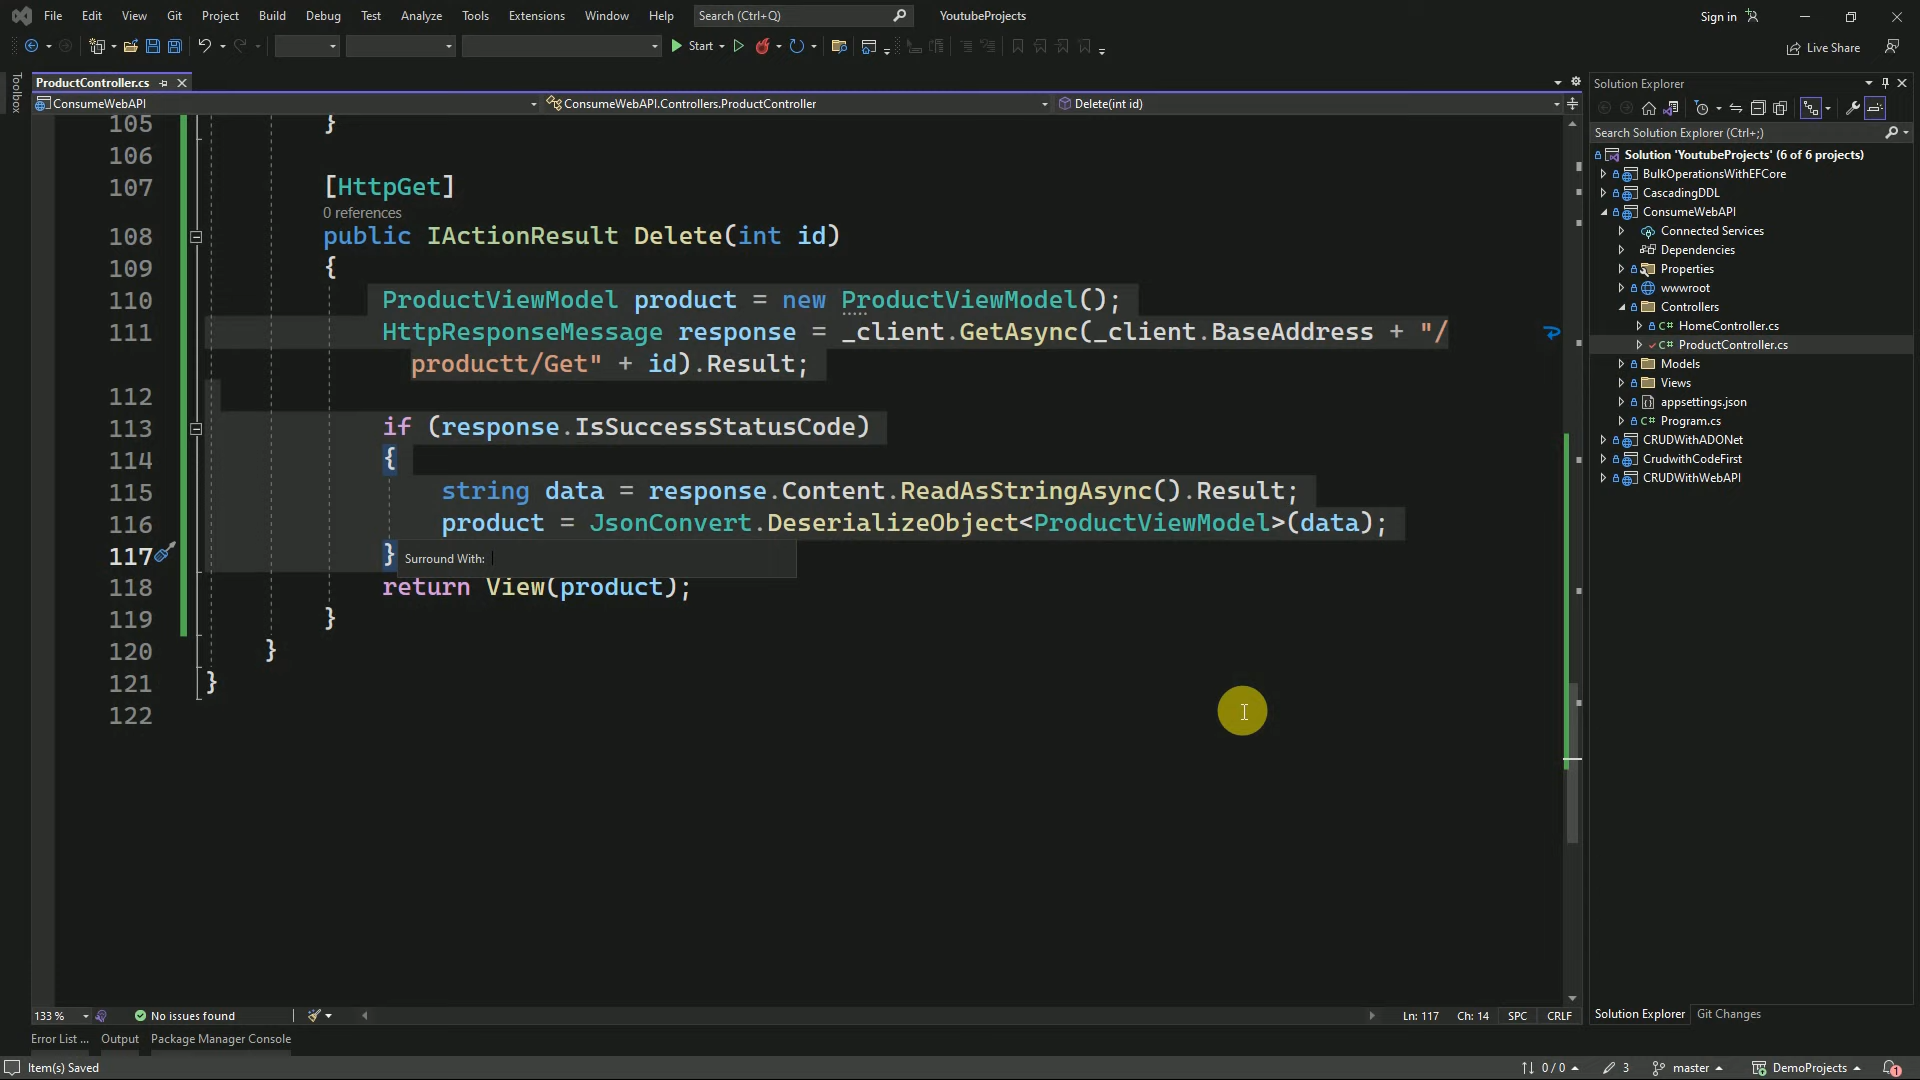 File Edit View Git Project Build Debug Test Analyze Tools Extensions Window Help Search (Ctrl+Q) YoutubeProjects Sign in
Start Live Share
Toolbox
ProductController.cs
ConsumeWebAPI ConsumeWebAPI.Controllers.ProductController Delete(int id)
105 }
106
107 [HttpGet]
0 references
108 public IActionResult Delete(int id)
109 {
110 ProductViewModel product = new ProductViewModel();
111 HttpResponseMessage response = _client.GetAsync(_client.BaseAddress + "/
productt/Get" + id).Result;
112
113 if (response.IsSuccessStatusCode)
114 {
115 string data = response.Content.ReadAsStringAsync().Result;
116 product = JsonConvert.DeserializeObject<ProductViewModel>(data);
117 } Surround With:
118 return View(product);
119 }
120 }
121 }
122
133 % No issues found Ln: 117 Ch: 14 SPC CRLF
Error List ... Output Package Manager Console
Solution Explorer
Search Solution Explorer (Ctrl+;)
Solution 'YoutubeProjects' (6 of 6 projects)
BulkOperationsWithEFCore
CascadingDDL
ConsumeWebAPI
Connected Services
Dependencies
Properties
wwwroot
Controllers
C# HomeController.cs
C# ProductController.cs
Models
Views
appsettings.json
C# Program.cs
CRUDWithADONet
CrudwithCodeFirst
CRUDWithWebAPI
Solution Explorer Git Changes
Item(s) Saved 0 / 0 3 master DemoProjects 1